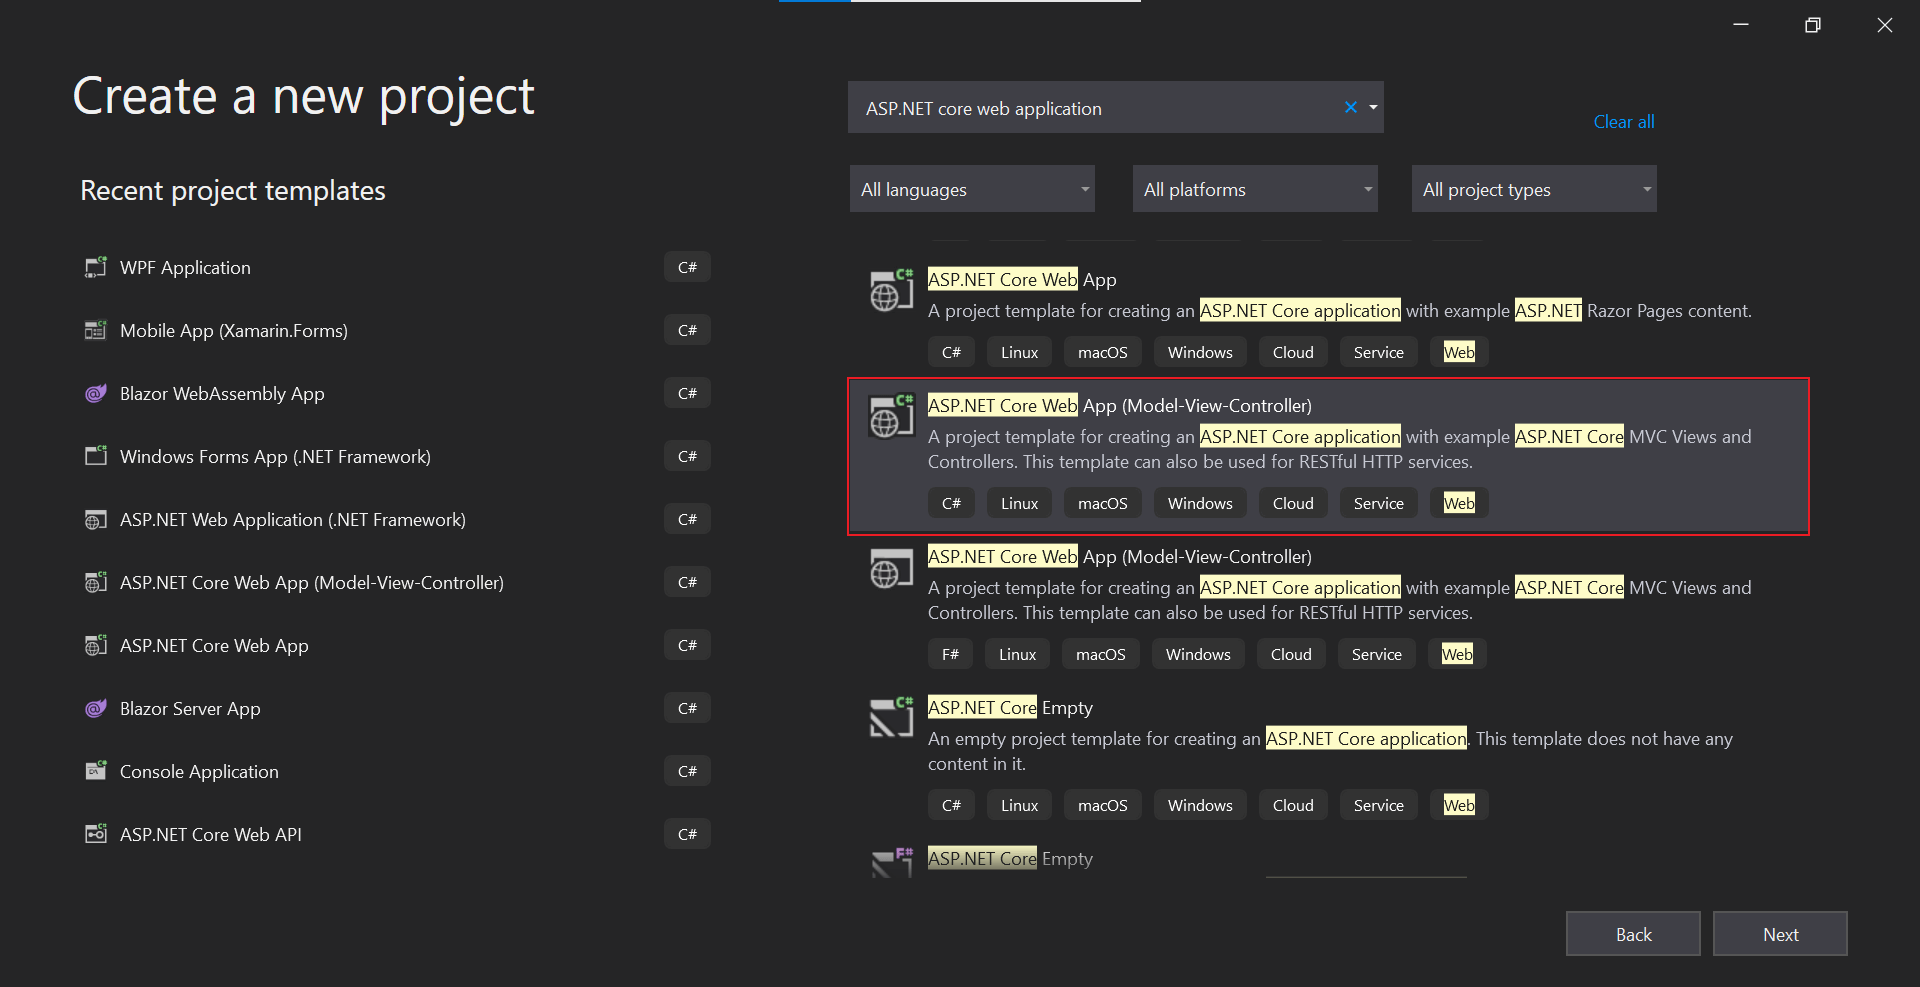 Create a new project
Recent project templates
WPF Application C#
Mobile App (Xamarin.Forms) C#
Blazor WebAssembly App C#
Windows Forms App (.NET Framework) C#
ASP.NET Web Application (.NET Framework) C#
ASP.NET Core Web App (Model-View-Controller) C#
ASP.NET Core Web App C#
Blazor Server App C#
Console Application C#
ASP.NET Core Web API C#
ASP.NET core web application
Clear all
All languages All platforms All project types
C# ASP.NET Core Web App
A project template for creating an ASP.NET Core application with example ASP.NET Razor Pages content.
C# Linux macOS Windows Cloud Service Web
C# ASP.NET Core Web App (Model-View-Controller)
A project template for creating an ASP.NET Core application with example ASP.NET Core MVC Views and
Controllers. This template can also be used for RESTful HTTP services.
C# Linux macOS Windows Cloud Service Web
ASP.NET Core Web App (Model-View-Controller)
A project template for creating an ASP.NET Core application with example ASP.NET Core MVC Views and
Controllers. This template can also be used for RESTful HTTP services.
F# Linux macOS Windows Cloud Service Web
C# ASP.NET Core Empty
An empty project template for creating an ASP.NET Core application. This template does not have any
content in it.
C# Linux macOS Windows Cloud Service Web
F# ASP.NET Core Empty
Back Next